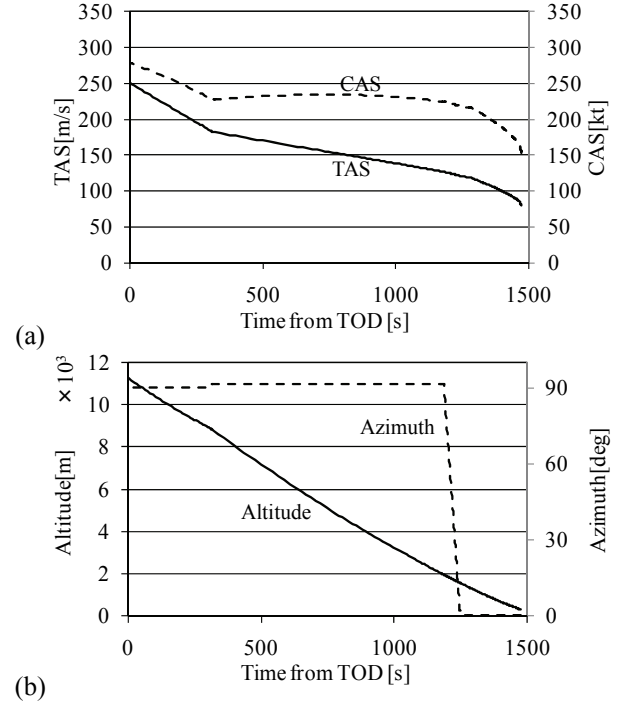 350 350
300 300
250 250
200 200
150 150
100 100
50 50
0 0
TAS[m/s]
CAS[kt]
CAS
TAS
0 500 1000 1500
Time from TOD [s]
(a)
× 10³
12
10
8
6
4
2
0
Altitude[m]
90
60
30
0
Azimuth[deg]
Azimuth
Altitude
0 500 1000 1500
Time from TOD [s]
(b)